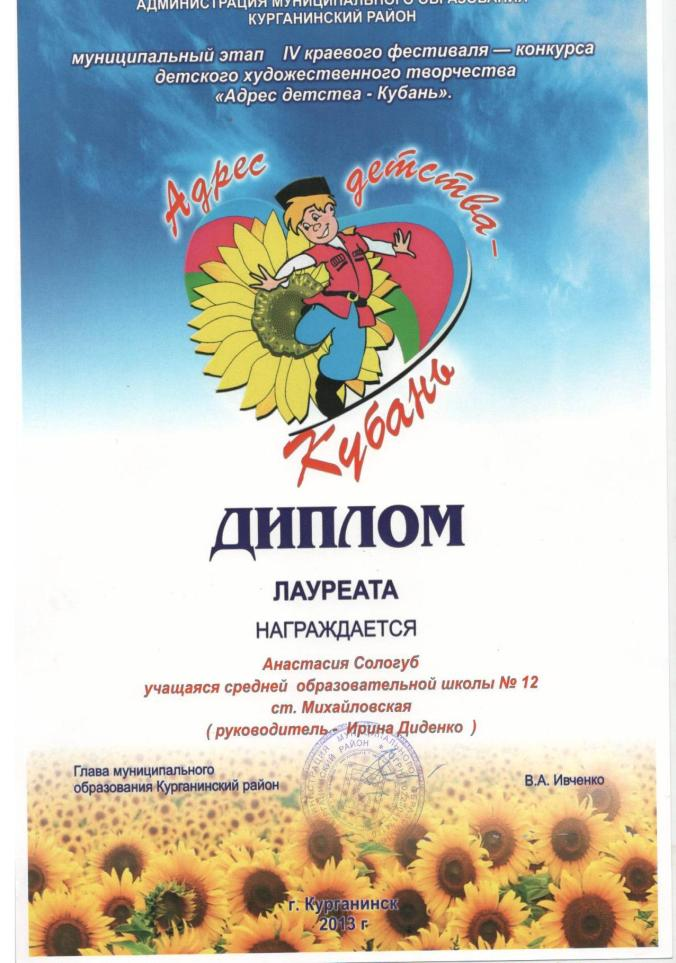 АДМИНИСТРАЦИЯ МУНИЦИПАЛЬНОГО ОБРАЗОВАНИЯ
КУРГАНИНСКИЙ РАЙОН
муниципальный этап IV краевого фестиваля — конкурса
детского художественного творчества
«Адрес детства - Кубань».
Адрес детства-
Кубань
ДИПЛОМ
ЛАУРЕАТА
НАГРАЖДАЕТСЯ
Анастасия Сологуб
учащаяся средней образовательной школы № 12
ст. Михайловская
( руководитель - Ирина Диденко )
Глава муниципального
образования Курганинский район
В.А. Ивченко
г. Курганинск
2013 г